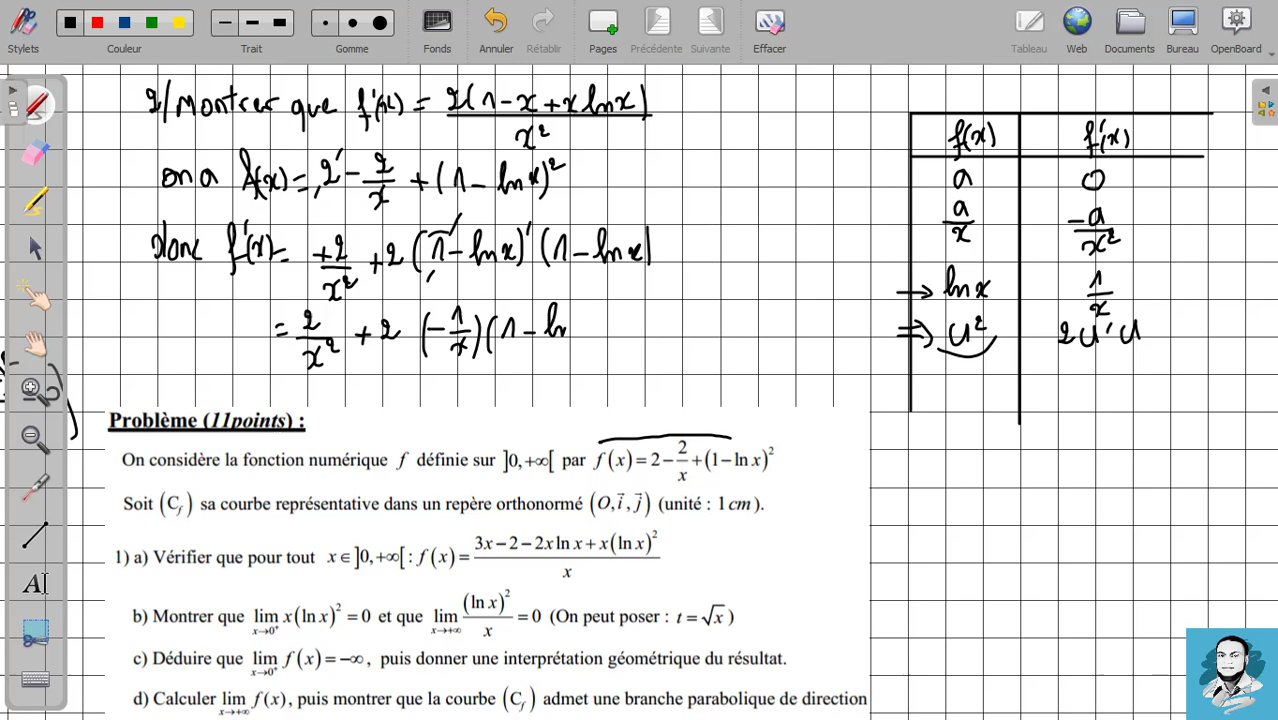 Stylets Couleur Trait Gomme Fonds Annuler Rétablir Pages Précédente Suivante Effacer Tableau Web Documents Bureau OpenBoard
2/ Montrer que f'(x) = 2(1-x+x ln x) / x²
on a f(x) = 2 - 2/x + (1 - ln x)²
donc f'(x) = +2/x² + 2 (1 - ln x)' (1 - ln x)
= 2/x² + 2 (-1/x)(1 - ln
f(x) f'(x)
a 0
a/x -a/x²
→ ln x 1/x
⇒ U² 2U'U
Problème (11points) :
On considère la fonction numérique f définie sur ]0,+∞[ par f(x) = 2 - 2/x + (1 - ln x)²
Soit (C_f) sa courbe représentative dans un repère orthonormé (O, i⃗, j⃗) (unité : 1 cm).
1) a) Vérifier que pour tout x ∈ ]0,+∞[ : f(x) = (3x - 2 - 2x ln x + x(ln x)²) / x
b) Montrer que lim x→0⁺ x(ln x)² = 0 et que lim x→+∞ (ln x)² / x = 0 (On peut poser : t = √x )
c) Déduire que lim x→0⁺ f(x) = -∞, puis donner une interprétation géométrique du résultat.
d) Calculer lim x→+∞ f(x), puis montrer que la courbe (C_f) admet une branche parabolique de direction